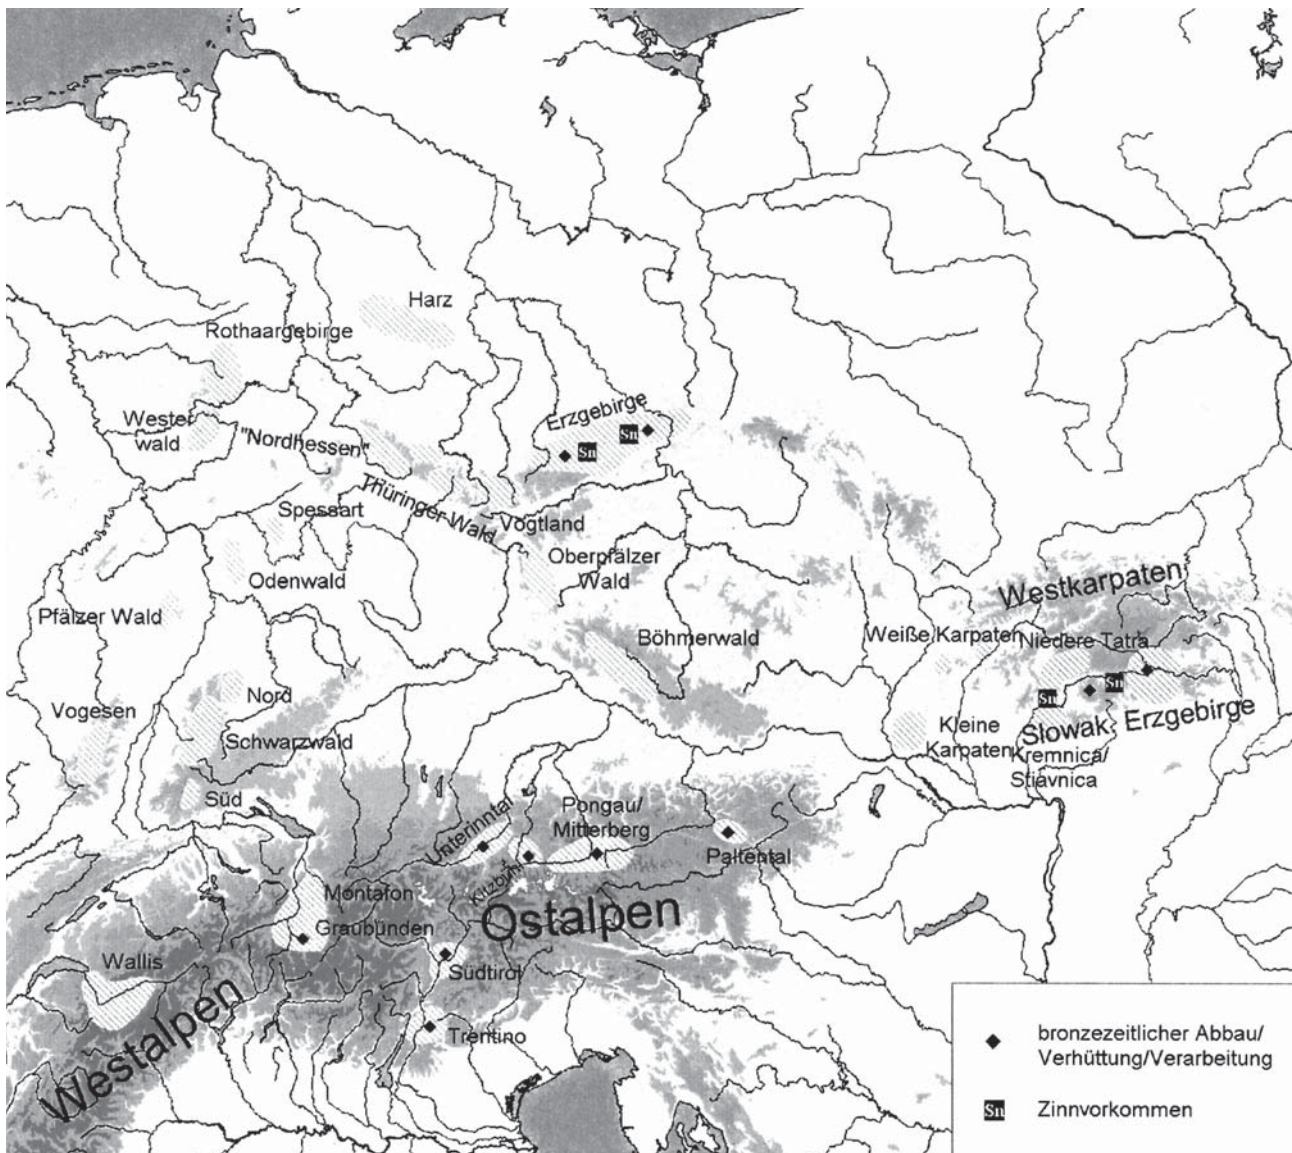 Harz
Rothaargebirge
Erzgebirge
Wester
wald
"Nordhessen"
Sn
Sn
Thüringer Wald
Spessart
Vogtland
Oberpfälzer
Wald
Odenwald
Westkarpaten
Pfälzer Wald
Böhmerwald
Weiße Karpaten
Niedere Tatra
Sn
Sn
Nord
Vogesen
Schwarzwald
Süd
Kleine
Karpaten
Slowak. Erzgebirge
Kremnica/
Stiavnica
Unterinntal
Pongau/
Mitterberg
Paltental
Kitzbühl
Montafon
Graubünden
Ostalpen
Wallis
Südtirol
Westalpen
Trentino
bronzezeitlicher Abbau/
Verhüttung/Verarbeitung
Sn Zinnvorkommen